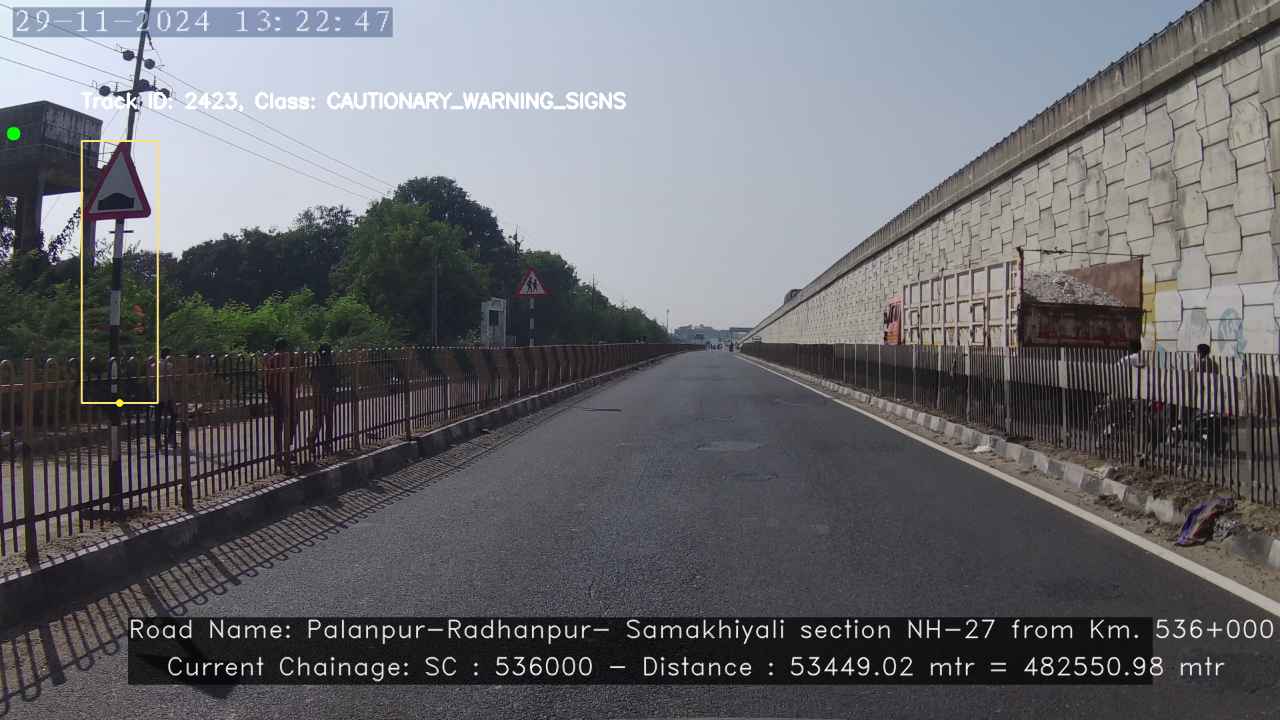 29-11-2024 13:22:47
Track ID: 2423, Class: CAUTIONARY_WARNING_SIGNS
Road Name: Palanpur-Radhanpur- Samakhiyali section NH-27 from Km. 536+000
Current Chainage: SC : 536000 - Distance : 53449.02 mtr = 482550.98 mtr